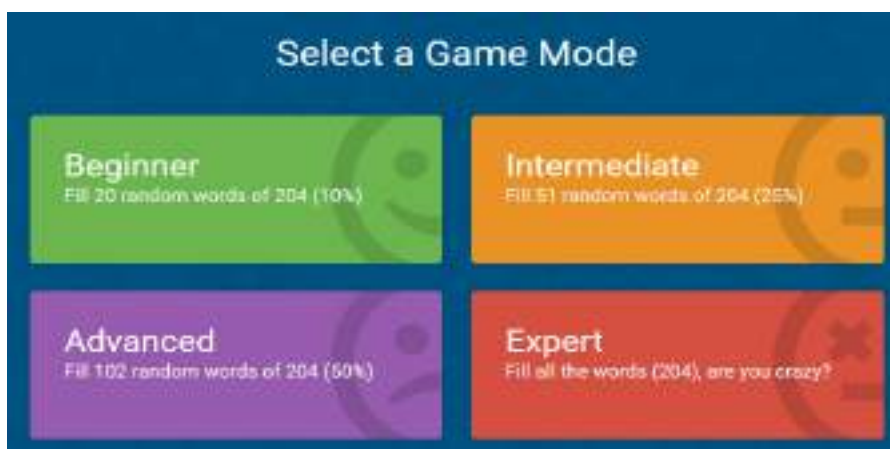 Select a Game Mode
Beginner
Fill 20 random words of 204 (10%)
Intermediate
Fill 51 random words of 204 (25%)
Advanced
Fill 102 random words of 204 (50%)
Expert
Fill all the words (204), are you crazy?